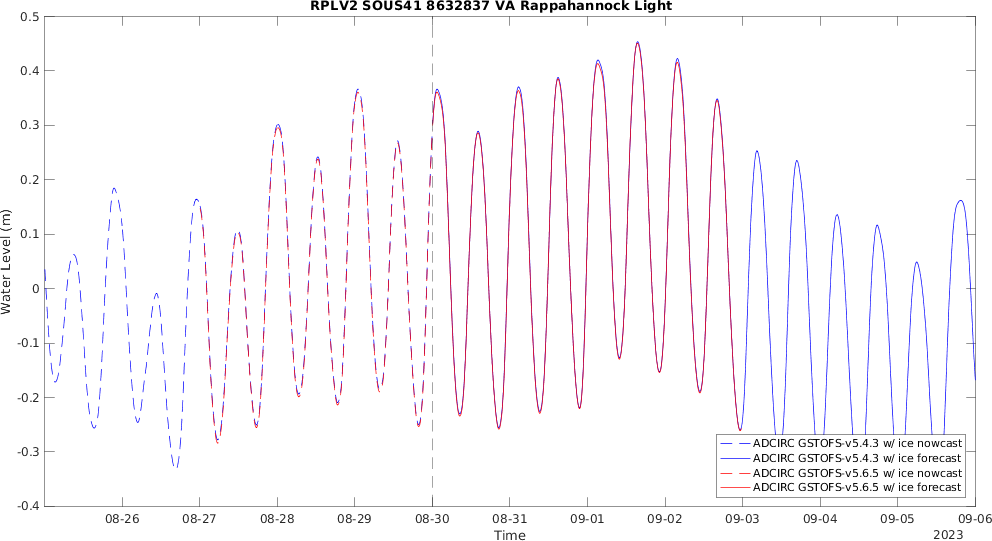 RPLV2 SOUS41 8632837 VA Rappahannock Light
0.5
0.4
0.3
0.2
0.1
0
-0.1
-0.2
-0.3
-0.4
Water Level (m)
ADCIRC GSTOFS-v5.4.3 w/ ice nowcast
ADCIRC GSTOFS-v5.4.3 w/ ice forecast
ADCIRC GSTOFS-v5.6.5 w/ ice nowcast
ADCIRC GSTOFS-v5.6.5 w/ ice forecast
08-26 08-27 08-28 08-29 08-30 08-31 09-01 09-02 09-03 09-04 09-05 09-06
Time
2023